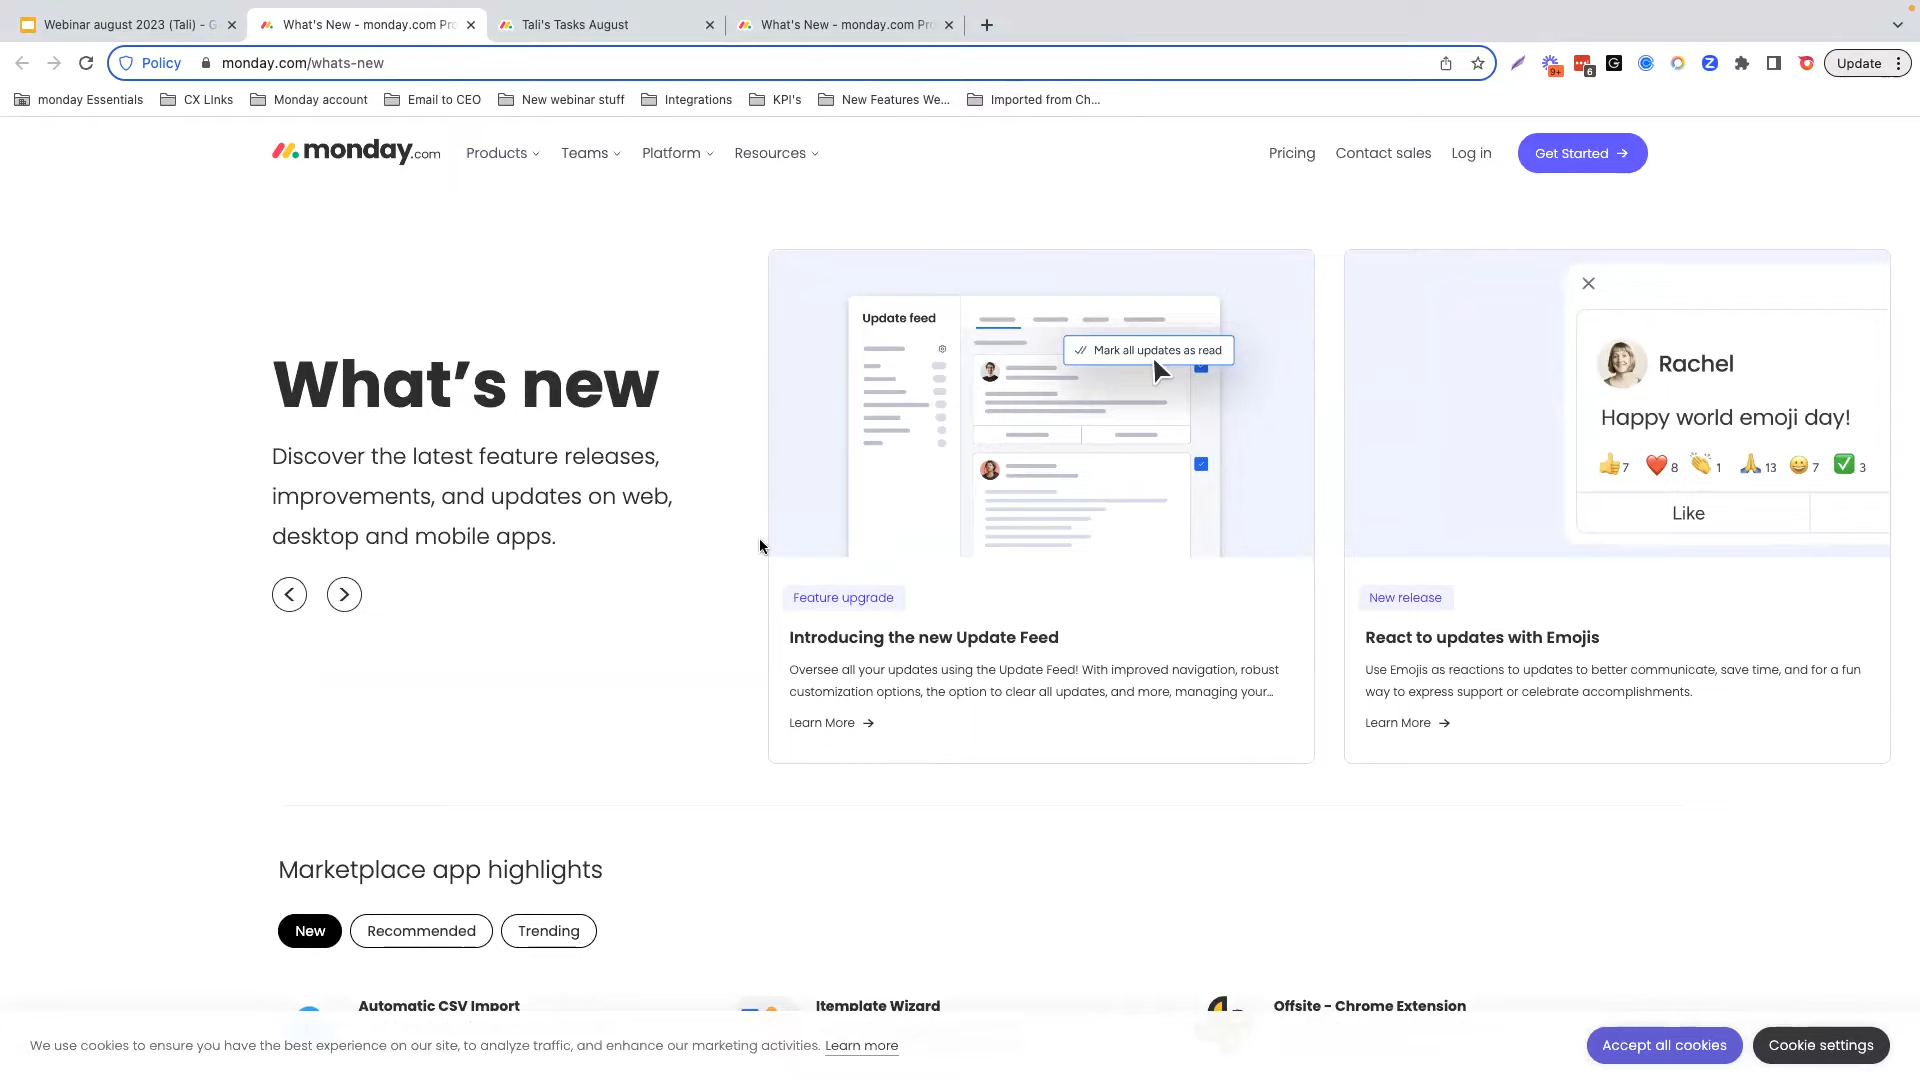 Webinar august 2023 (Tali) - G
What's New - monday.com Pro
Tali's Tasks August
What's New - monday.com Pro
Policy
monday.com/whats-new
9+
6
Update
monday Essentials
CX LInks
Monday account
Email to CEO
New webinar stuff
Integrations
KPI's
New Features We...
Imported from Ch...
monday.com
Products
Teams
Platform
Resources
Pricing
Contact sales
Log in
Get Started
What's new
Discover the latest feature releases,
improvements, and updates on web,
desktop and mobile apps.
Update feed
Mark all updates as read
Feature upgrade
Introducing the new Update Feed
Oversee all your updates using the Update Feed! With improved navigation, robust
customization options, the option to clear all updates, and more, managing your...
Learn More
Rachel
Happy world emoji day!
7
8
1
13
7
3
Like
New release
React to updates with Emojis
Use Emojis as reactions to updates to better communicate, save time, and for a fun
way to express support or celebrate accomplishments.
Learn More
Marketplace app highlights
New
Recommended
Trending
Automatic CSV Import
Itemplate Wizard
Offsite - Chrome Extension
We use cookies to ensure you have the best experience on our site, to analyze traffic, and enhance our marketing activities. Learn more
Accept all cookies
Cookie settings